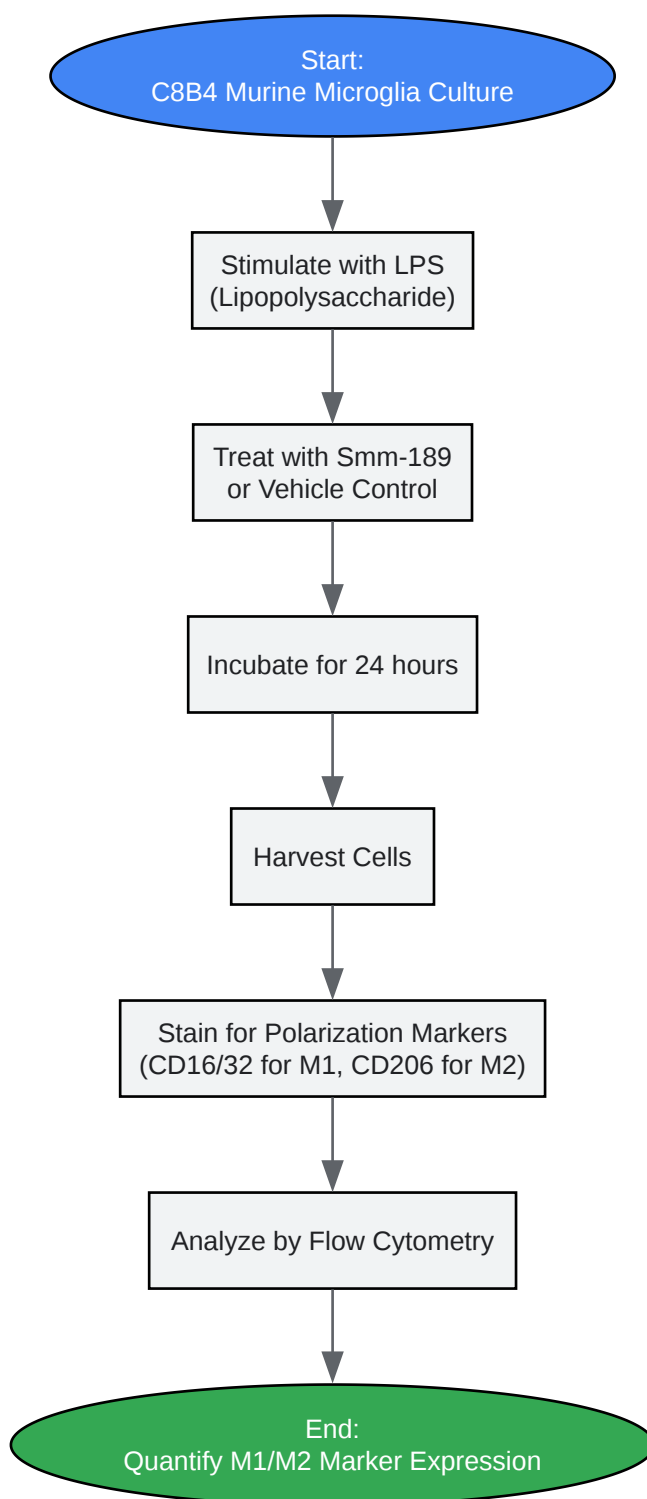 Start:
C8B4 Murine Microglia Culture
Stimulate with LPS
(Lipopolysaccharide)
Treat with Smm-189
or Vehicle Control
Incubate for 24 hours
Harvest Cells
Stain for Polarization Markers
(CD16/32 for M1, CD206 for M2)
Analyze by Flow Cytometry
End:
Quantify M1/M2 Marker Expression